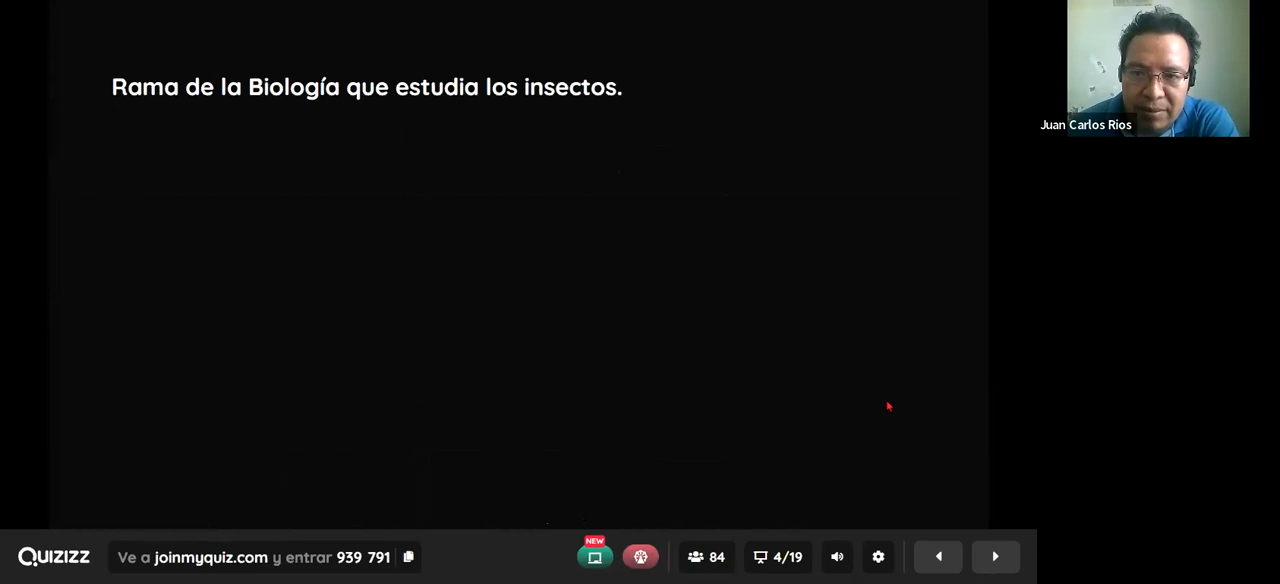 Rama de la Biología que estudia los insectos.
Juan Carlos Rios
NEW
QUIZIZZ
Ve a joinmyquiz.com y entrar 939 791
84
4/19